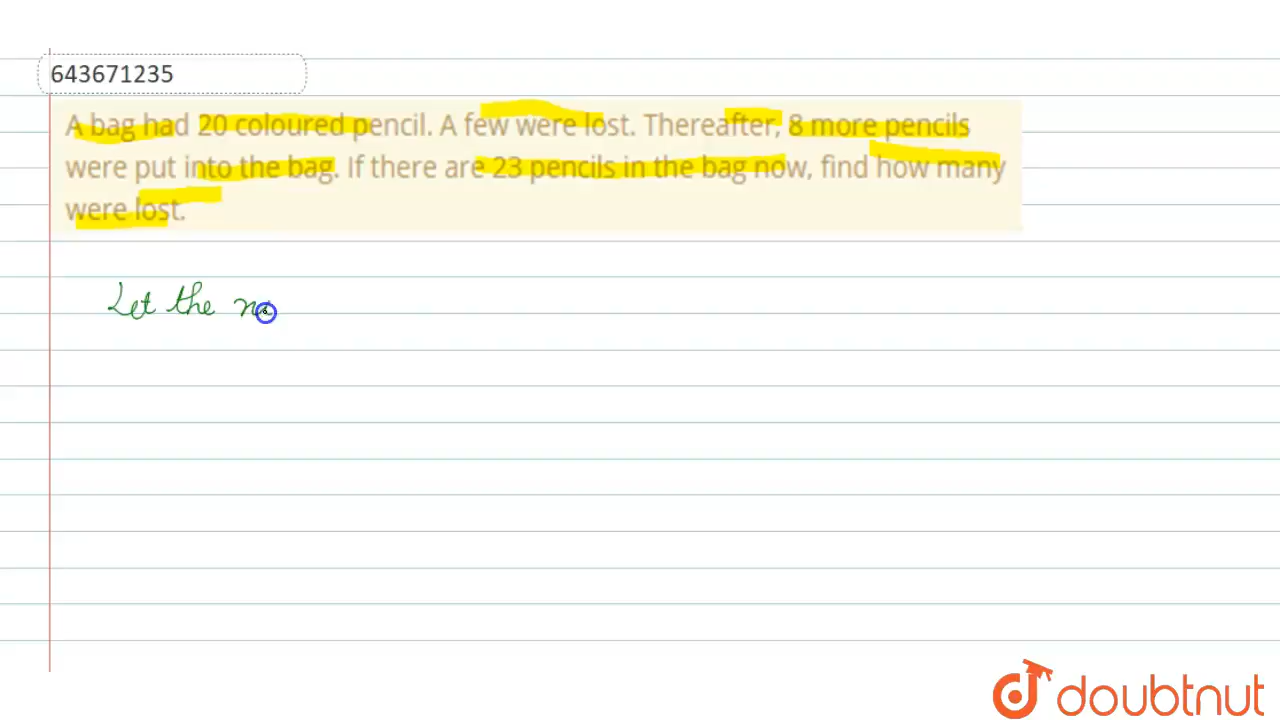 643671235
A bag had 20 coloured pencil. A few were lost. Thereafter, 8 more pencils
were put into the bag. If there are 23 pencils in the bag now, find how many
were lost.
Let the
doubtnut